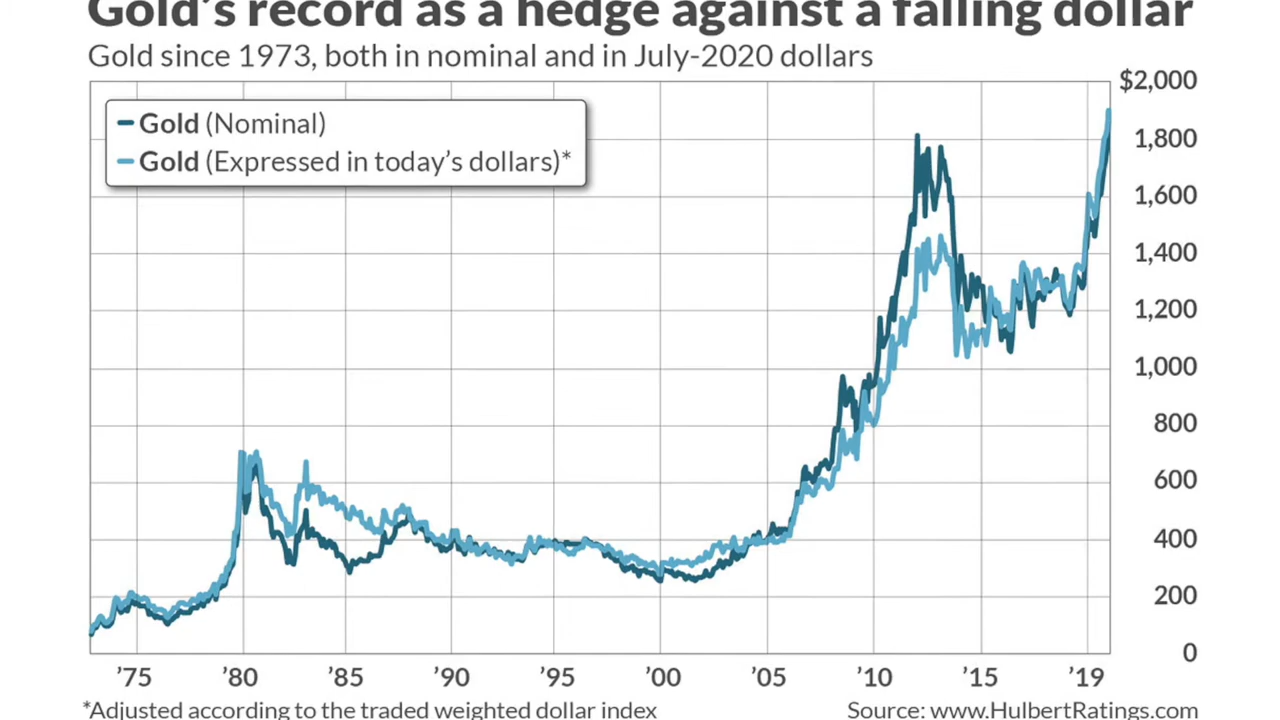 Gold's record as a hedge against a falling dollar
Gold since 1973, both in nominal and in July-2020 dollars
Gold (Nominal)
Gold (Expressed in today's dollars)*
$2,000
1,800
1,600
1,400
1,200
1,000
800
600
400
200
0
'75 '80 '85 '90 '95 '00 '05 '10 '15 '19
*Adjusted according to the traded weighted dollar index
Source: www.HulbertRatings.com